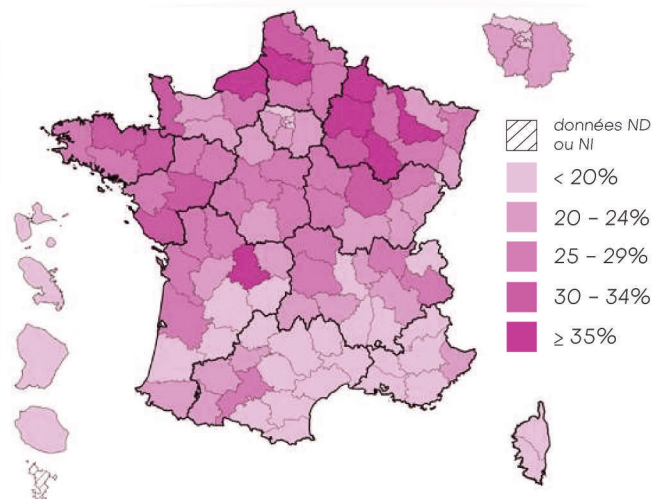 données ND
ou NI
< 20%
20 - 24%
25 - 29%
30 - 34%
≥ 35%